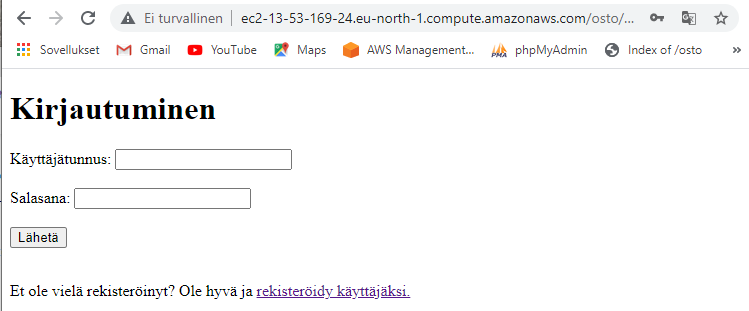 Ei turvallinen | ec2-13-53-169-24.eu-north-1.compute.amazonaws.com/osto/...
Sovellukset Gmail YouTube Maps AWS Management... PMA phpMyAdmin Index of /osto »
Kirjautuminen
Käyttäjätunnus:
Salasana:
Lähetä
Et ole vielä rekisteröinyt? Ole hyvä ja rekisteröidy käyttäjäksi.